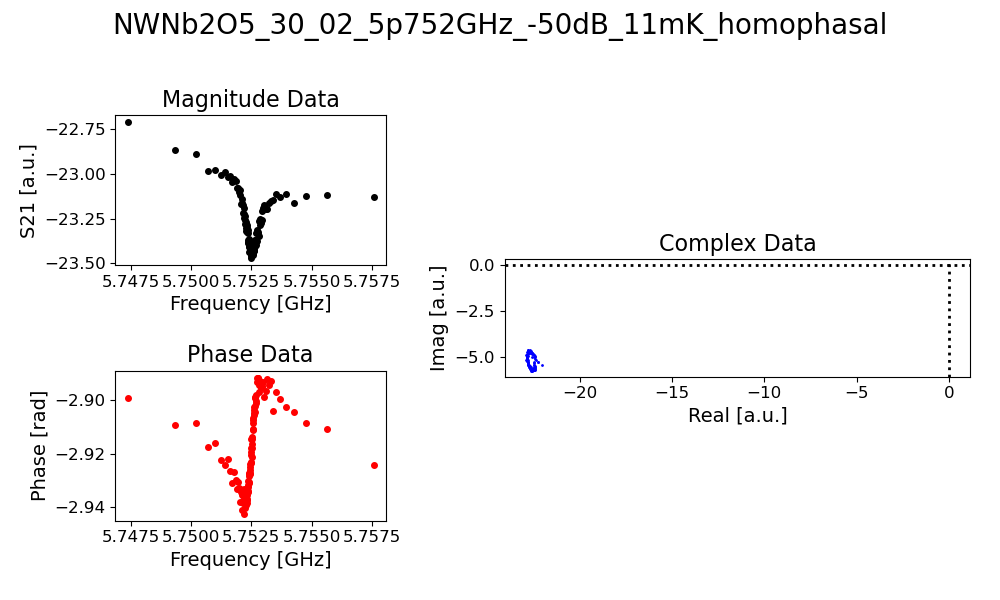 NWNb2O5_30_02_5p752GHz_-50dB_11mK_homophasal
Magnitude Data
−22.75
−23.00
−23.25
−23.50
S21 [a.u.]
5.7475 5.7500 5.7525 5.7550 5.7575
Frequency [GHz]
Phase Data
−2.90
−2.92
−2.94
Phase [rad]
5.7475 5.7500 5.7525 5.7550 5.7575
Frequency [GHz]
Complex Data
0.0
−2.5
−5.0
Imag [a.u.]
−20 −15 −10 −5 0
Real [a.u.]